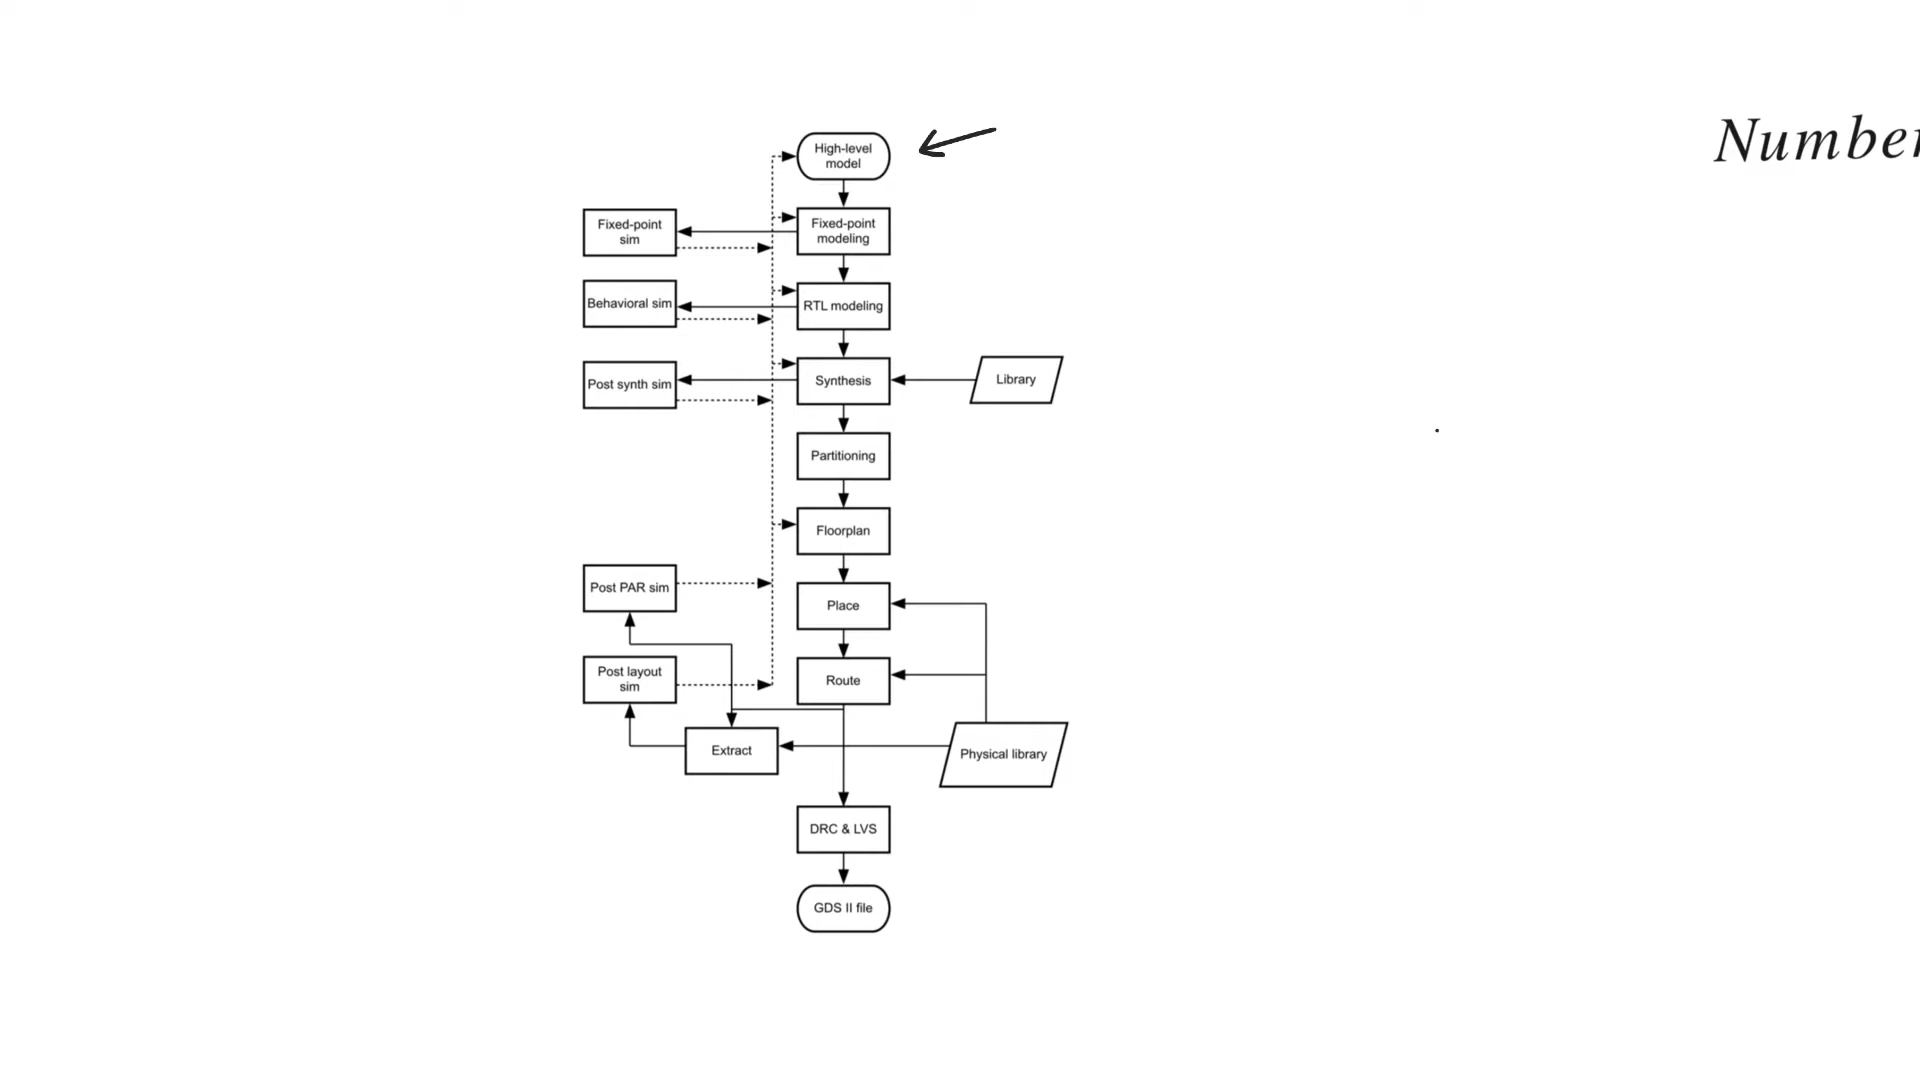 Number
High-level
model
Fixed-point
sim
Fixed-point
modeling
Behavioral sim
RTL modeling
Post synth sim
Synthesis
Library
Partitioning
Floorplan
Post PAR sim
Place
Post layout
sim
Route
Extract
Physical library
DRC & LVS
GDS II file